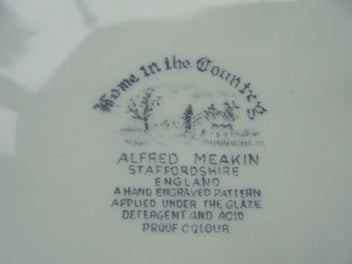 Home in the Country
ALFRED MEAKIN
STAFFORDSHIRE
ENGLAND
A HAND ENGRAVED PATTERN
APPLIED UNDER THE GLAZE
DETERGENT AND ACID
PROOF COLOUR